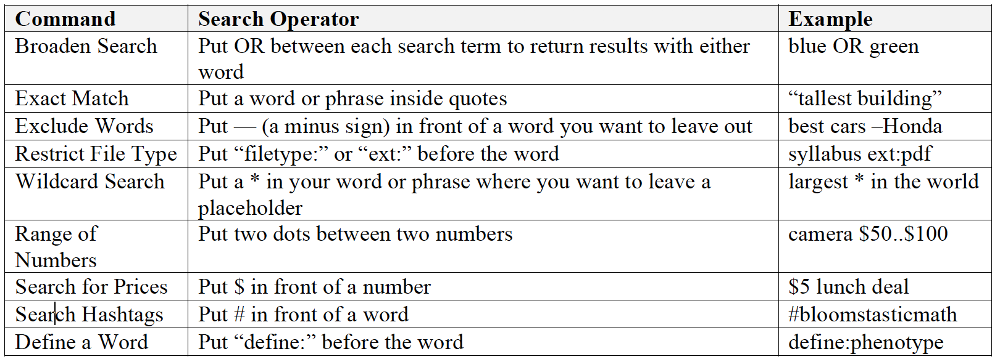 Command Search Operator Example
Broaden Search Put OR between each search term to return results with either blue OR green
word
Exact Match Put a word or phrase inside quotes “tallest building”
Exclude Words Put — (a minus sign) in front of a word you want to leave out best cars –Honda
Restrict File Type Put “filetype:” or “ext:” before the word syllabus ext:pdf
Wildcard Search Put a * in your word or phrase where you want to leave a largest * in the world
placeholder
Range of Put two dots between two numbers camera $50..$100
Numbers
Search for Prices Put $ in front of a number $5 lunch deal
Search Hashtags Put # in front of a word #bloomstasticmath
Define a Word Put “define:” before the word define:phenotype